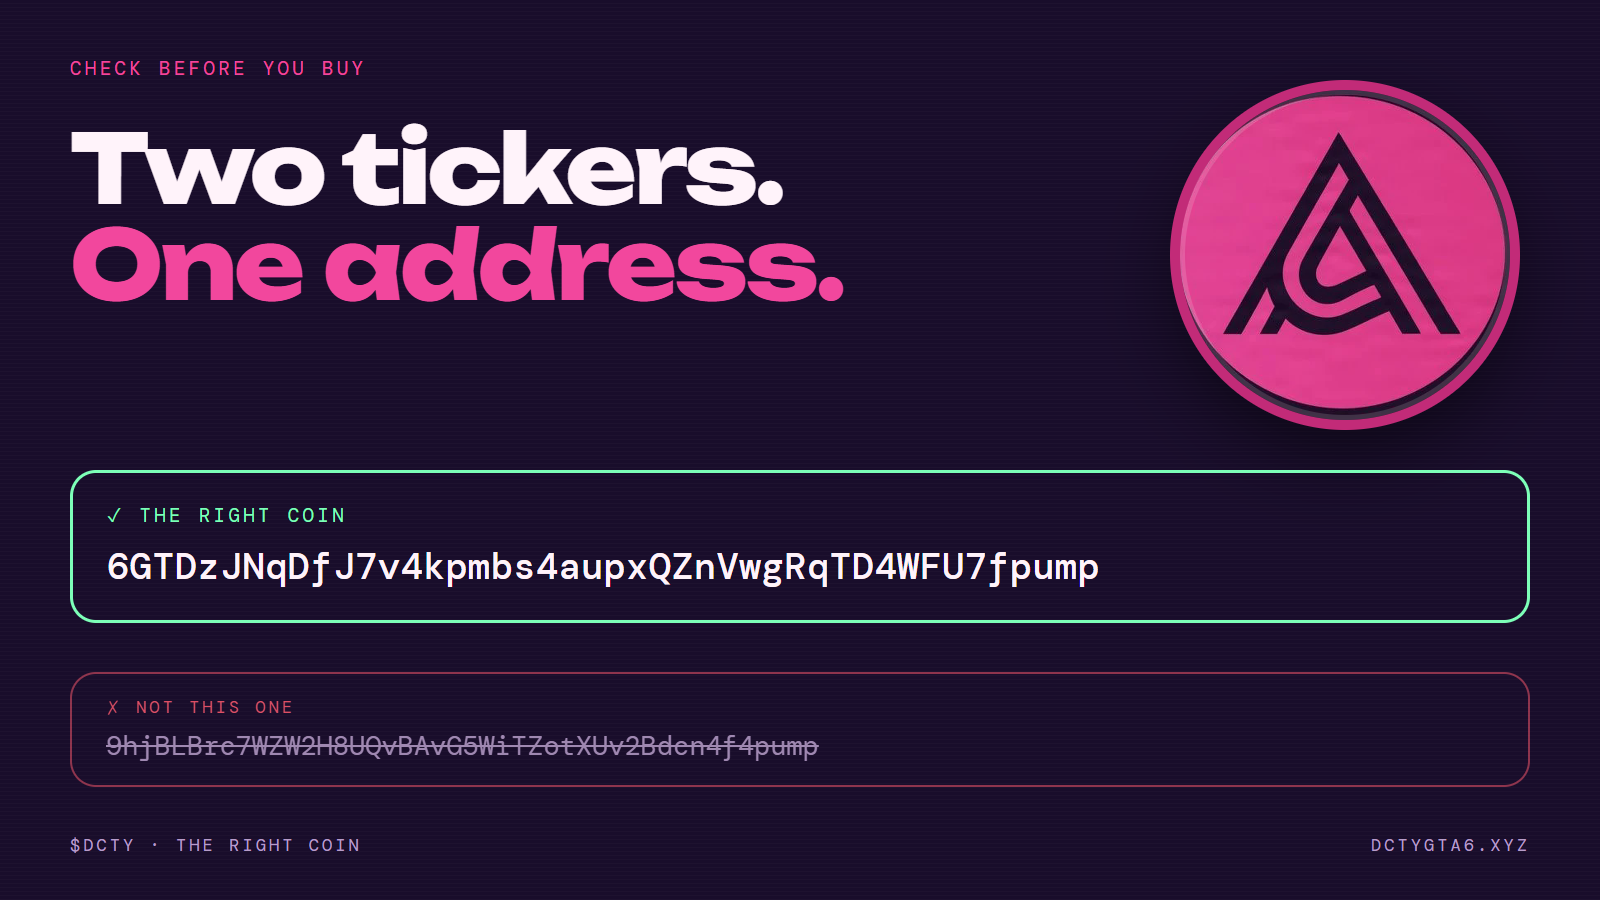 CHECK BEFORE YOU BUY
Two tickers.
One address.
✓ THE RIGHT COIN
6GTDzJNqDfJ7v4kpmbs4aupxQZnVwgRqTD4WFU7fpump
✗ NOT THIS ONE
9hjBLBrc7WZW2H8UQvBAvG5WiTZotXUv2Bdcn4f4pump
$DCTY · THE RIGHT COIN
DCTYGTA6.XYZ